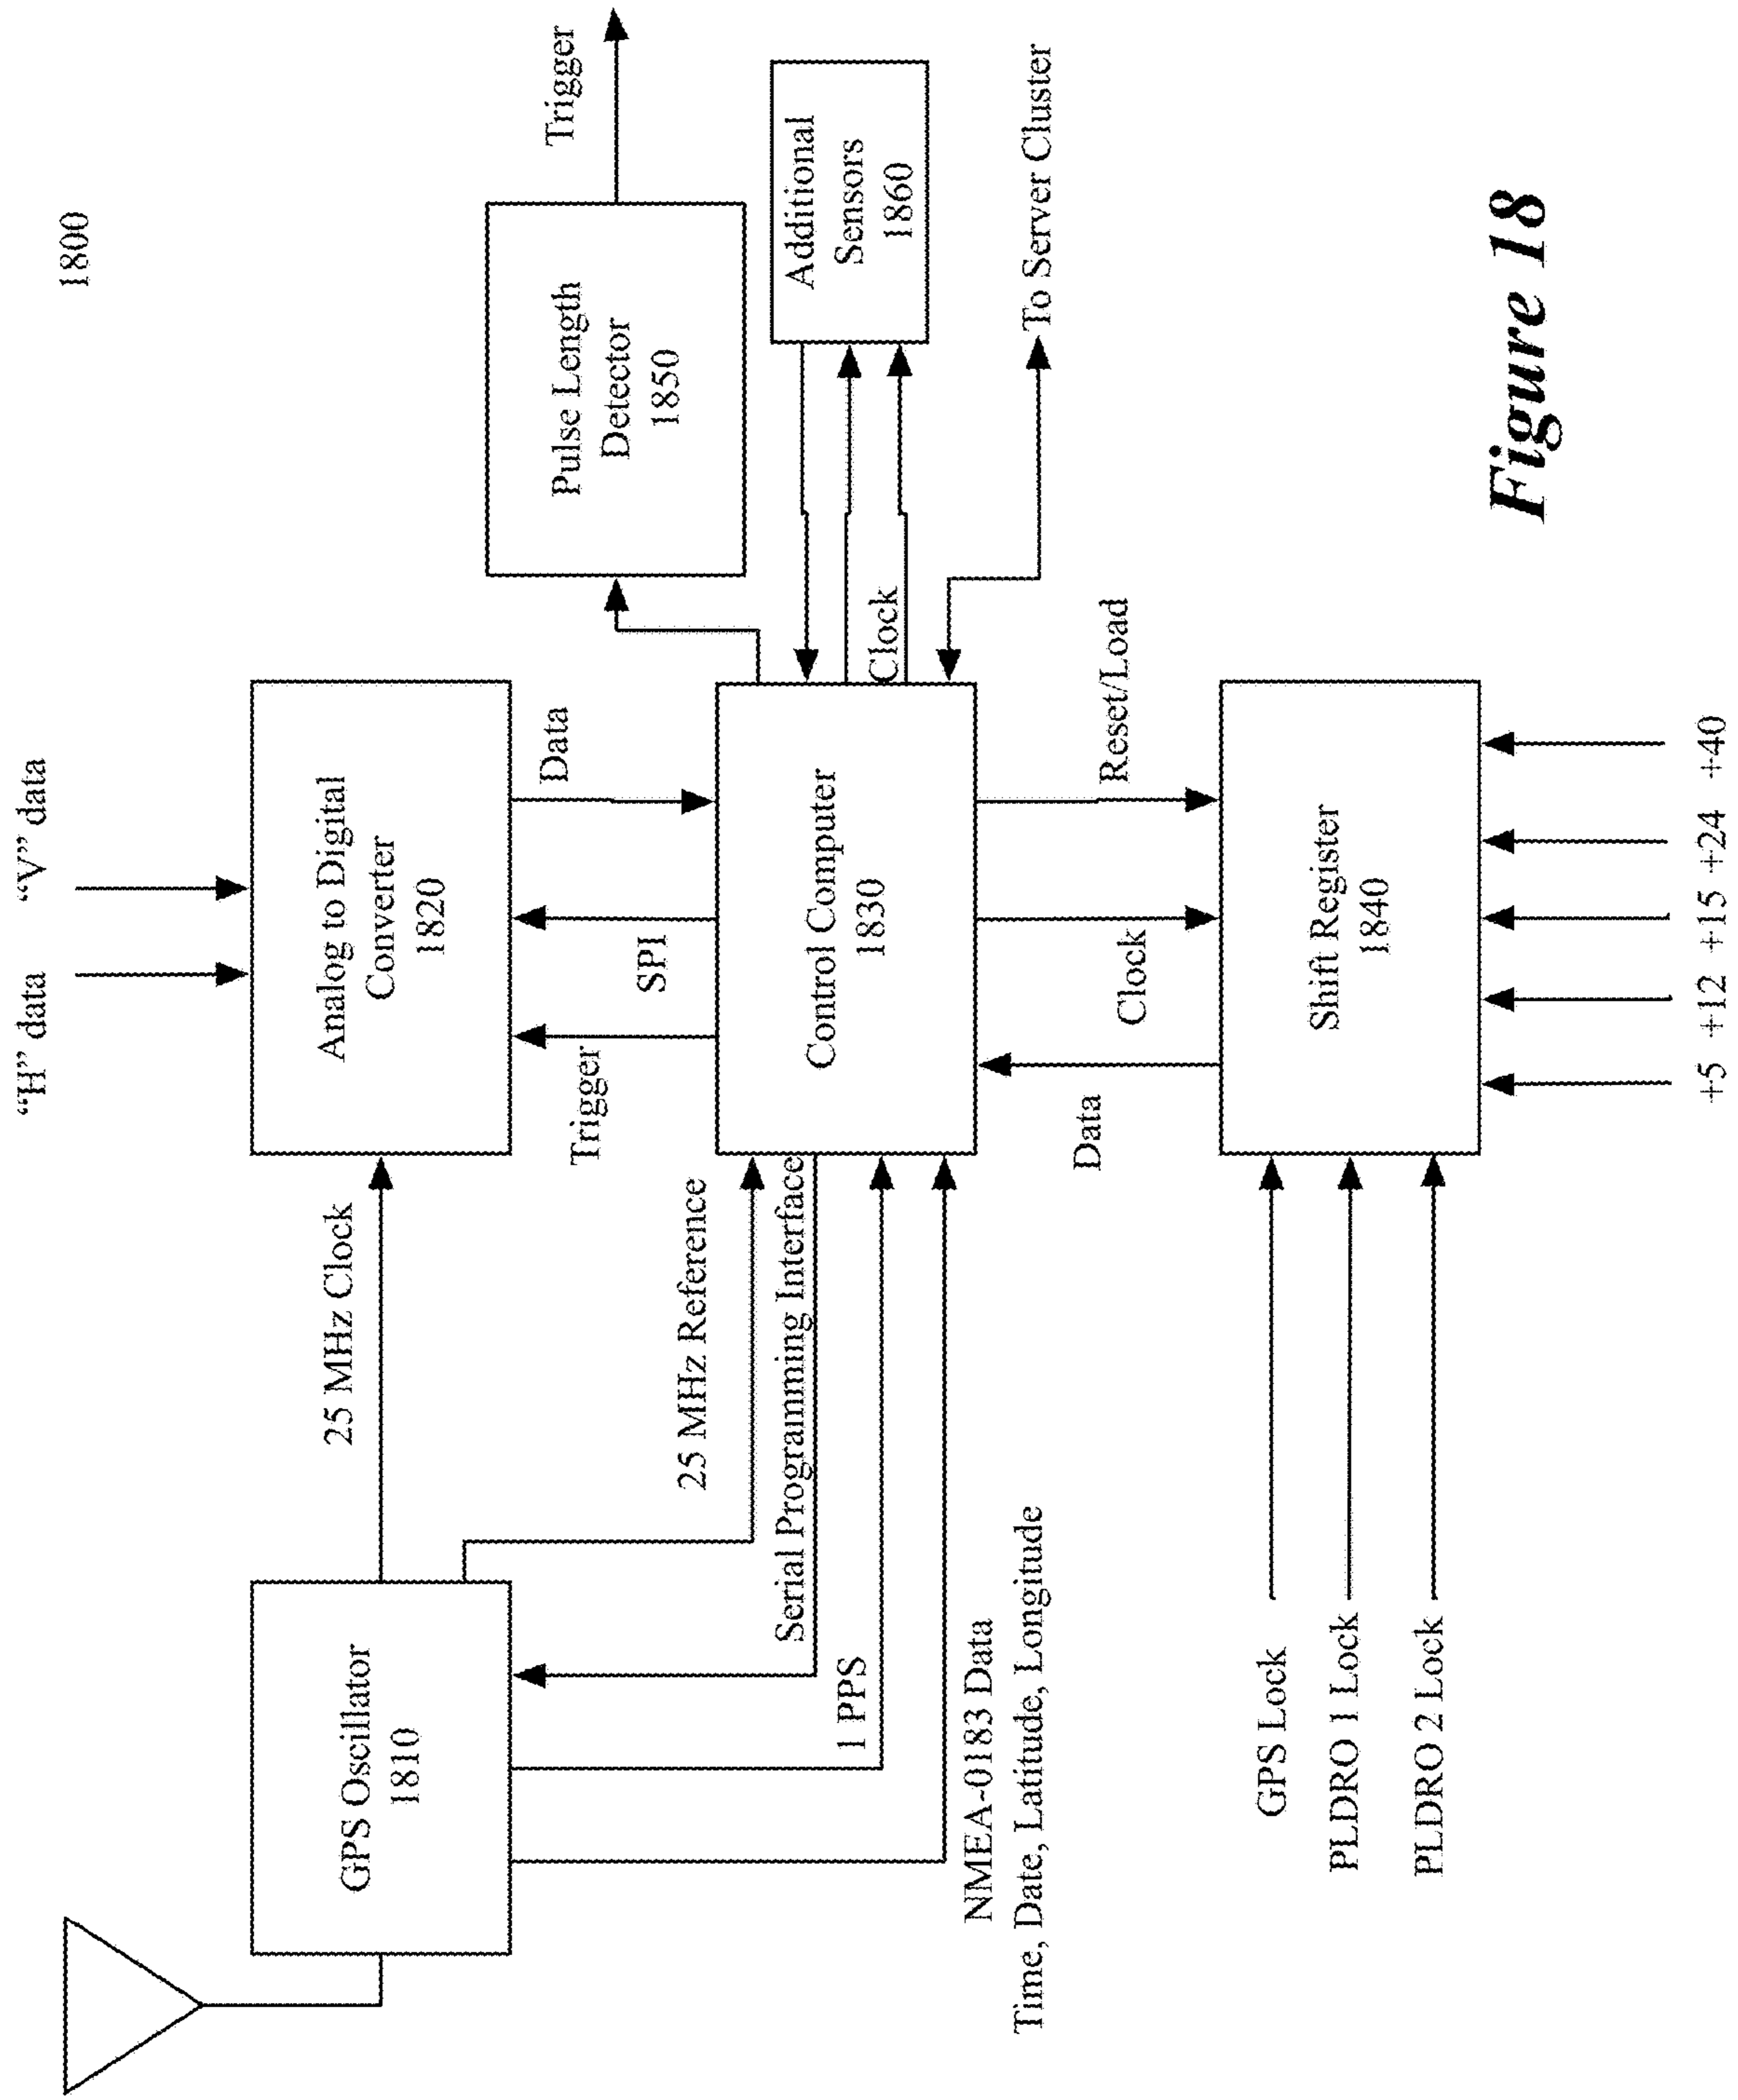 1800
“H” data
“V” data
25 MHz Clock
Analog to Digital
Converter
1820
GPS Oscillator
1810
Trigger
SPI
Data
Pulse Length
Detector
1850
Trigger
25 MHz Reference
Serial Programming Interface
1 PPS
NMEA-0183 Data
Time, Date, Latitude, Longitude
Control Computer
1830
Clock
Additional
Sensors
1860
To Server Cluster
Data
Clock
Reset/Load
GPS Lock
PLDRO 1 Lock
PLDRO 2 Lock
Shift Register
1840
+5 +12 +15 +24 +40
Figure 18